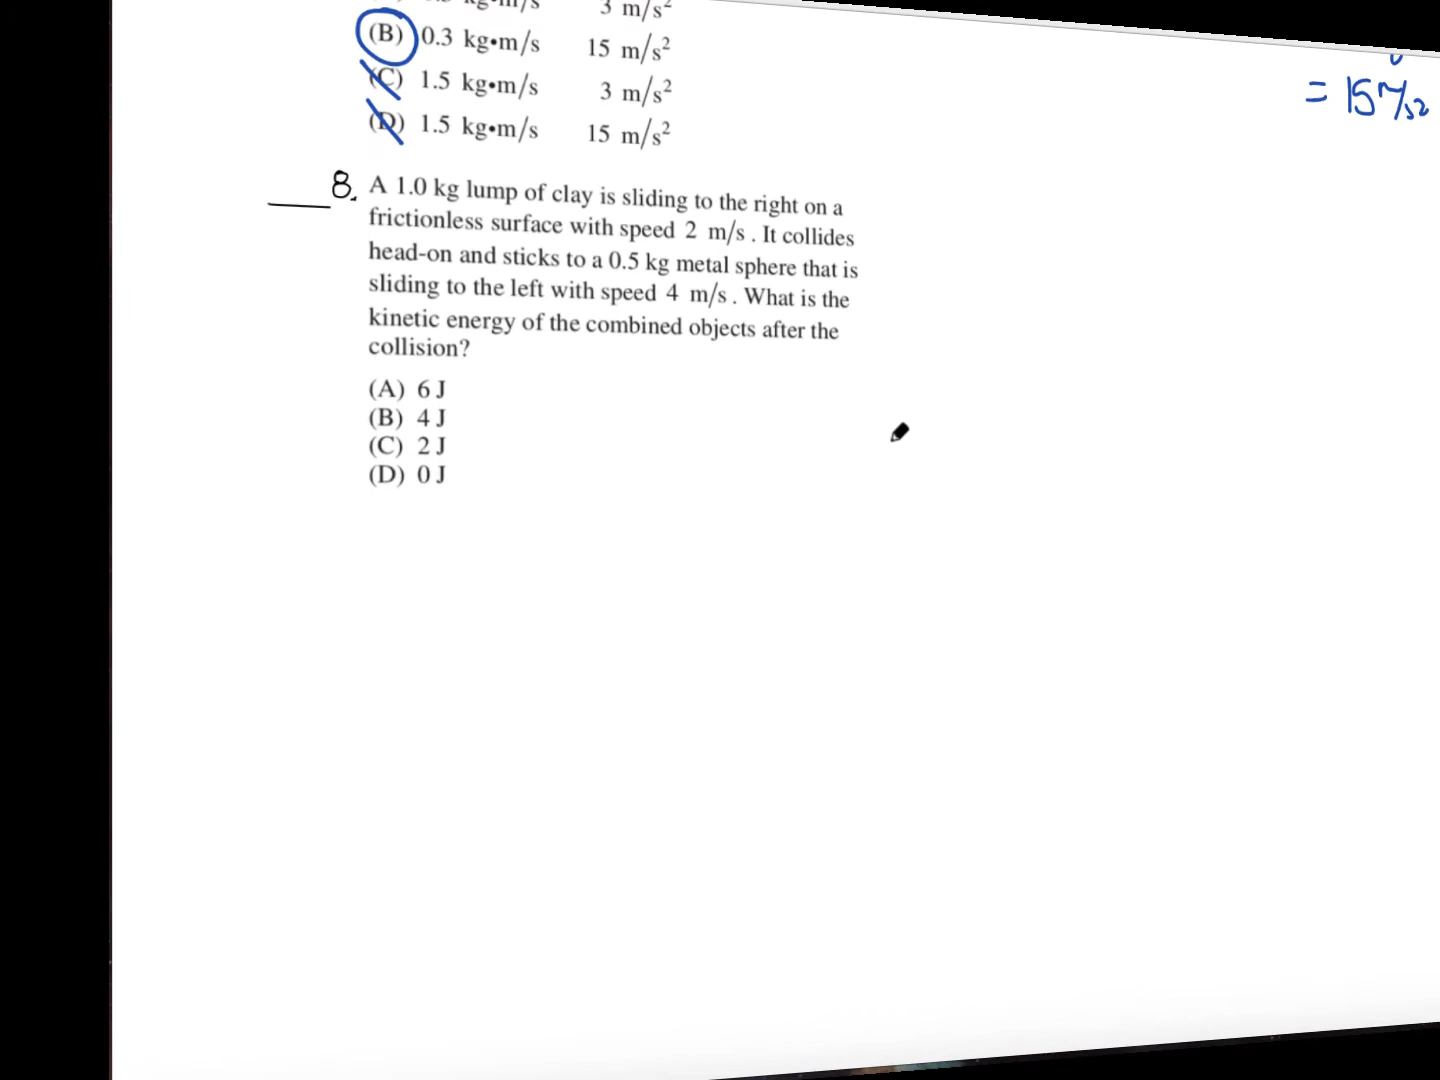 3 m/s²
(B) 0.3 kg•m/s 15 m/s²
(C) 1.5 kg•m/s 3 m/s²
(D) 1.5 kg•m/s 15 m/s²
= 15 m/s²
8. A 1.0 kg lump of clay is sliding to the right on a
frictionless surface with speed 2 m/s . It collides
head-on and sticks to a 0.5 kg metal sphere that is
sliding to the left with speed 4 m/s . What is the
kinetic energy of the combined objects after the
collision?
(A) 6 J
(B) 4 J
(C) 2 J
(D) 0 J